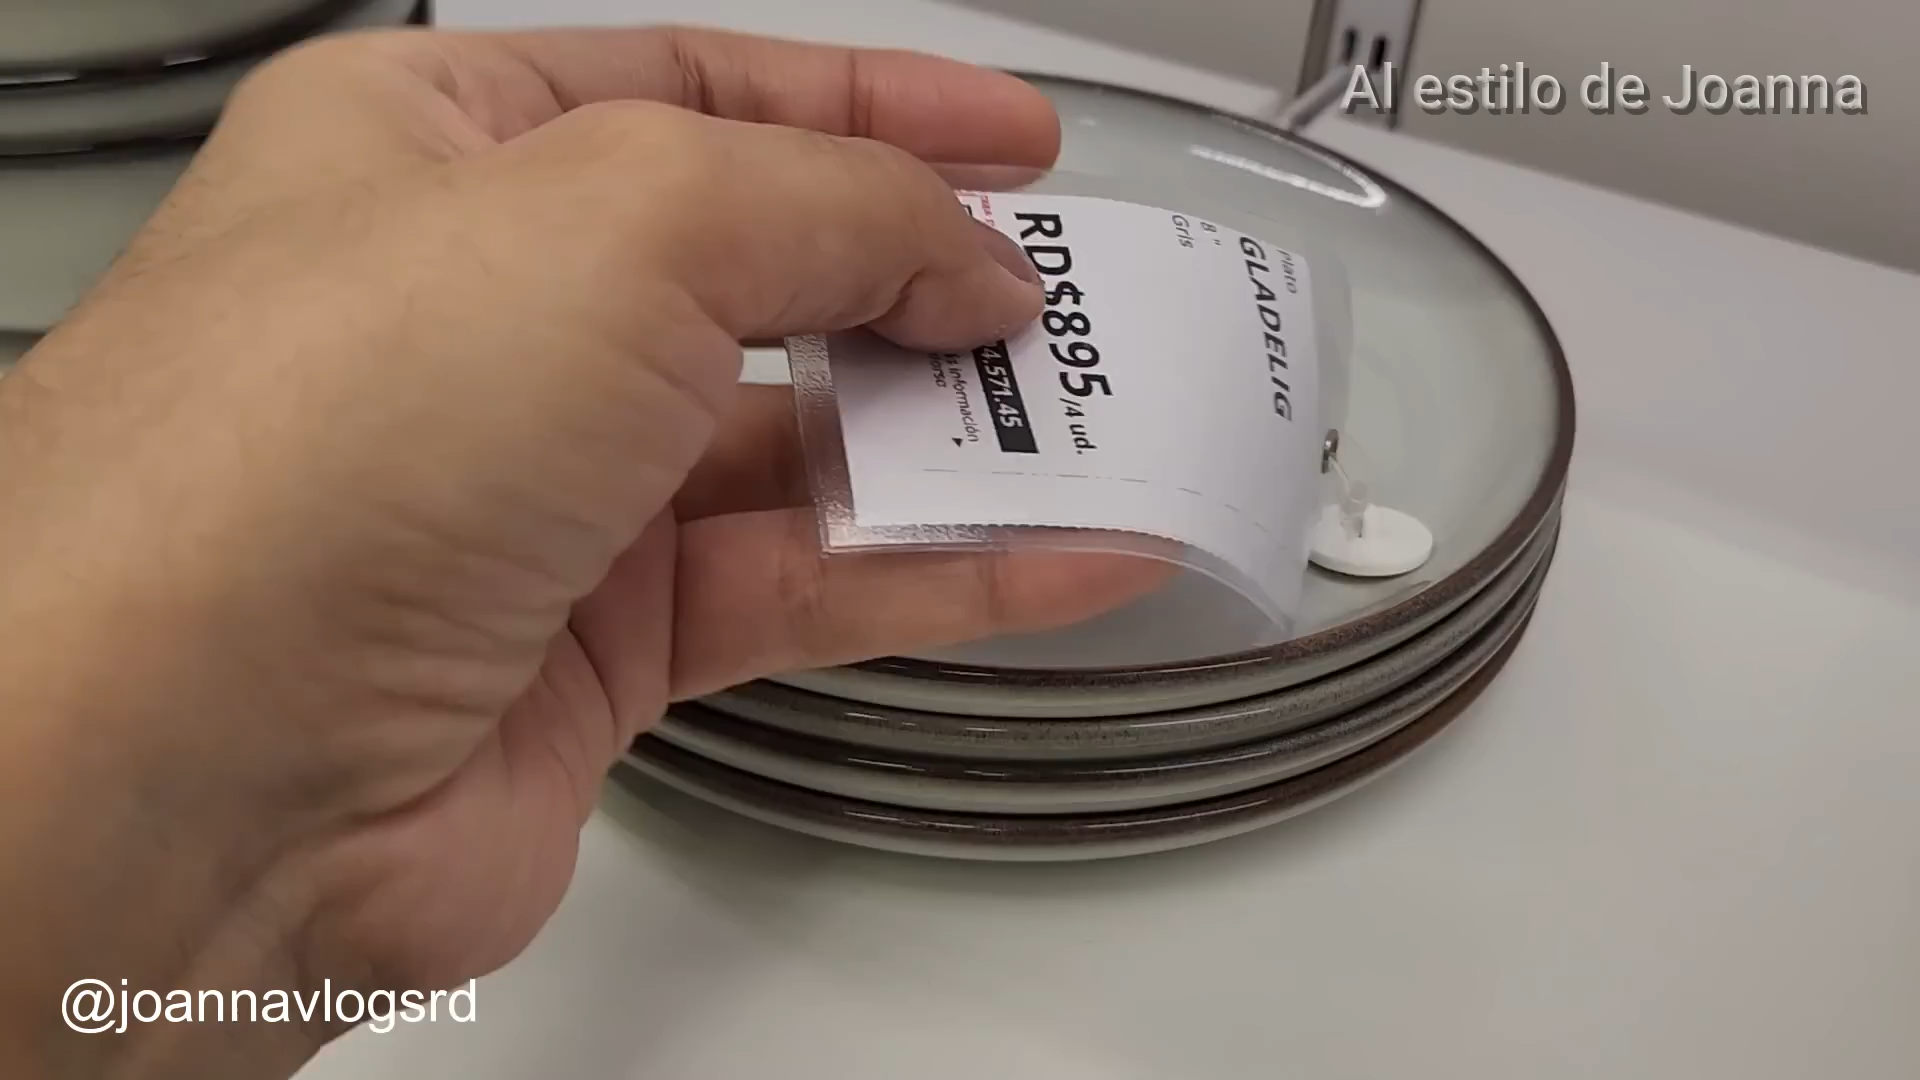 Al estilo de Joanna
Plato
GLADELIG
8 "
Gris
RD$895/4 ud.
4.571.45
información
@joannavlogsrd